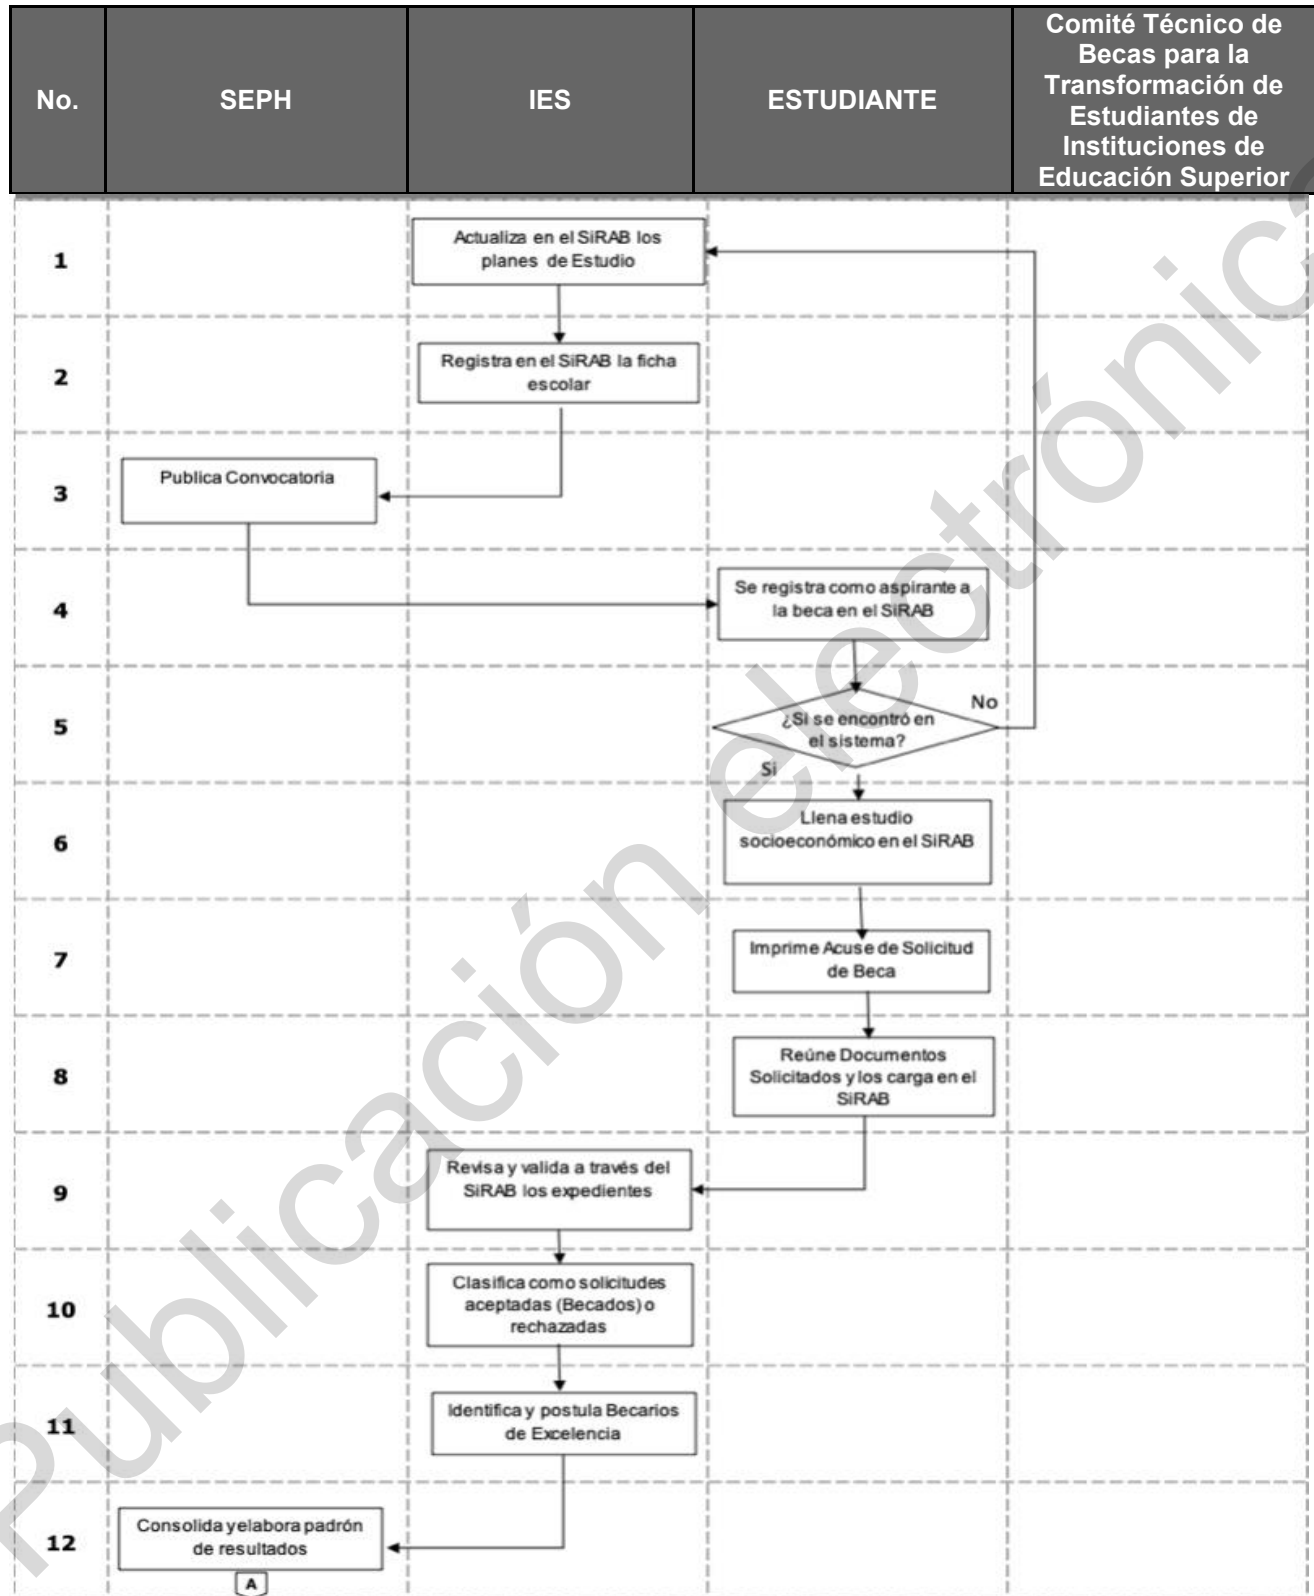 No.
SEPH
IES
ESTUDIANTE
Comité Técnico de
Becas para la
Transformación de
Estudiantes de
Instituciones de
Educación Superior
1
Actualiza en el SiRAB los
planes de Estudio
2
Registra en el SiRAB la ficha
escolar
3
Publica Convocatoria
4
Se registra como aspirante a
la beca en el SiRAB
5
¿Si se encontró en
el sistema?
No
Si
6
Llena estudio
socioeconómico en el SiRAB
7
Imprime Acuse de Solicitud
de Beca
8
Reúne Documentos
Solicitados y los carga en el
SiRAB
9
Revisa y valida a través del
SiRAB los expedientes
10
Clasifica como solicitudes
aceptadas (Becados) o
rechazadas
11
Identifica y postula Becarios
de Excelencia
12
Consolida yelabora padrón
de resultados
A
Publicación electrónica